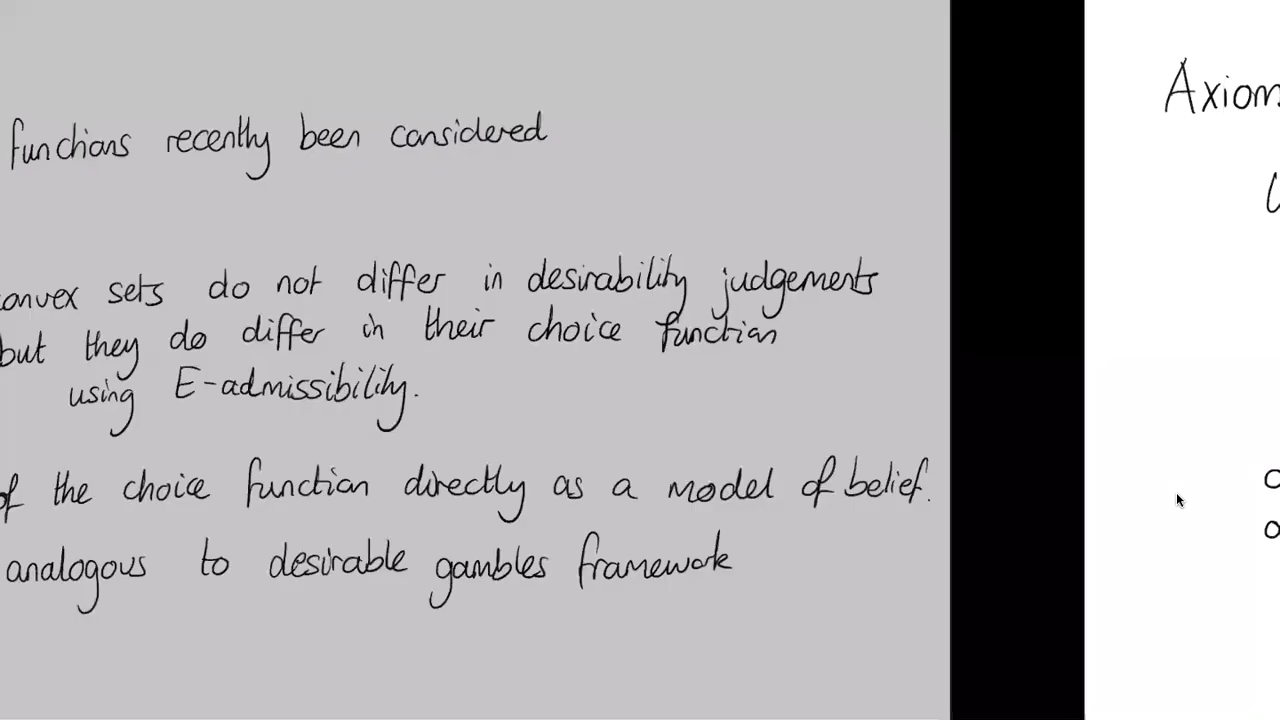 functions recently been considered
convex sets do not differ in desirability judgements
but they do differ in their choice function
using E-admissibility.
of the choice function directly as a model of belief.
analogous to desirable gambles framework
Axiom